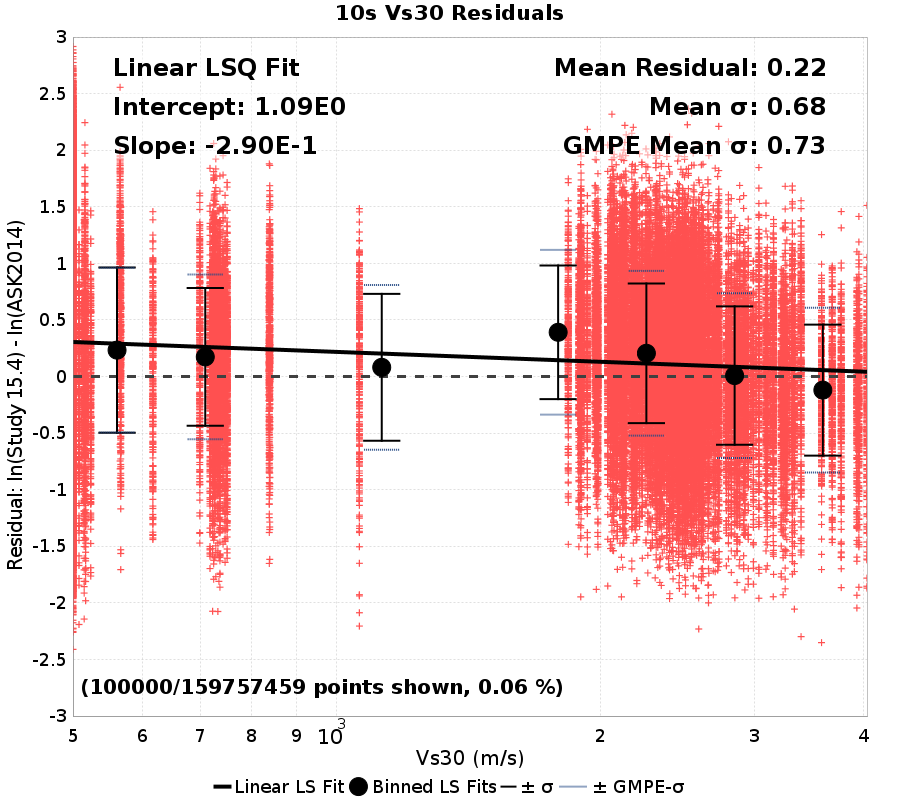 10s Vs30 Residuals
Linear LSQ Fit
Intercept: 1.09E0
Slope: -2.90E-1
Mean Residual: 0.22
Mean σ: 0.68
GMPE Mean σ: 0.73
Residual: ln(Study 15.4) - ln(ASK2014)
3
2.5
2
1.5
1
0.5
0
-0.5
-1
-1.5
-2
-2.5
-3
(100000/159757459 points shown, 0.06 %)
5 6 7 8 9 10^3 2 3 4
Vs30 (m/s)
Linear LS Fit Binned LS Fits ± σ ± GMPE-σ